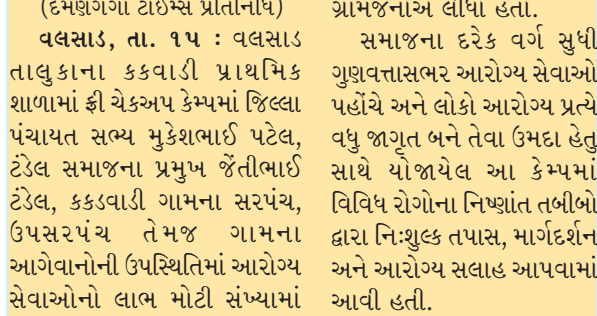 (દમણગંગા ટાઈમ્સ પ્રતિનિધિ)
વલસાડ, તા. ૧૫ : વલસાડ
તાલુકાના કકવાડી પ્રાથમિક
શાળામાં ફ્રી ચેકઅપ કેમ્પમાં જિલ્લા
પંચાયત સભ્ય મુકેશભાઈ પટેલ,
ટંડેલ સમાજના પ્રમુખ જેંતીભાઈ
ટંડેલ, કકડવાડી ગામના સરપંચ,
ઉપસરપંચ તેમજ ગામના
આગેવાનોની ઉપસ્થિતિમાં આરોગ્ય
સેવાઓનો લાભ મોટી સંખ્યામાં
ગ્રામજનોએ લીધો હતો.
સમાજના દરેક વર્ગ સુધી
ગુણવત્તાસભર આરોગ્ય સેવાઓ
પહોંચે અને લોકો આરોગ્ય પ્રત્યે
વધુ જાગૃત બને તેવા ઉમદા હેતુ
સાથે યોજાયેલ આ કેમ્પમાં
વિવિધ રોગોના નિષ્ણાંત તબીબો
દ્વારા નિઃશુલ્ક તપાસ, માર્ગદર્શન
અને આરોગ્ય સલાહ આપવામાં
આવી હતી.